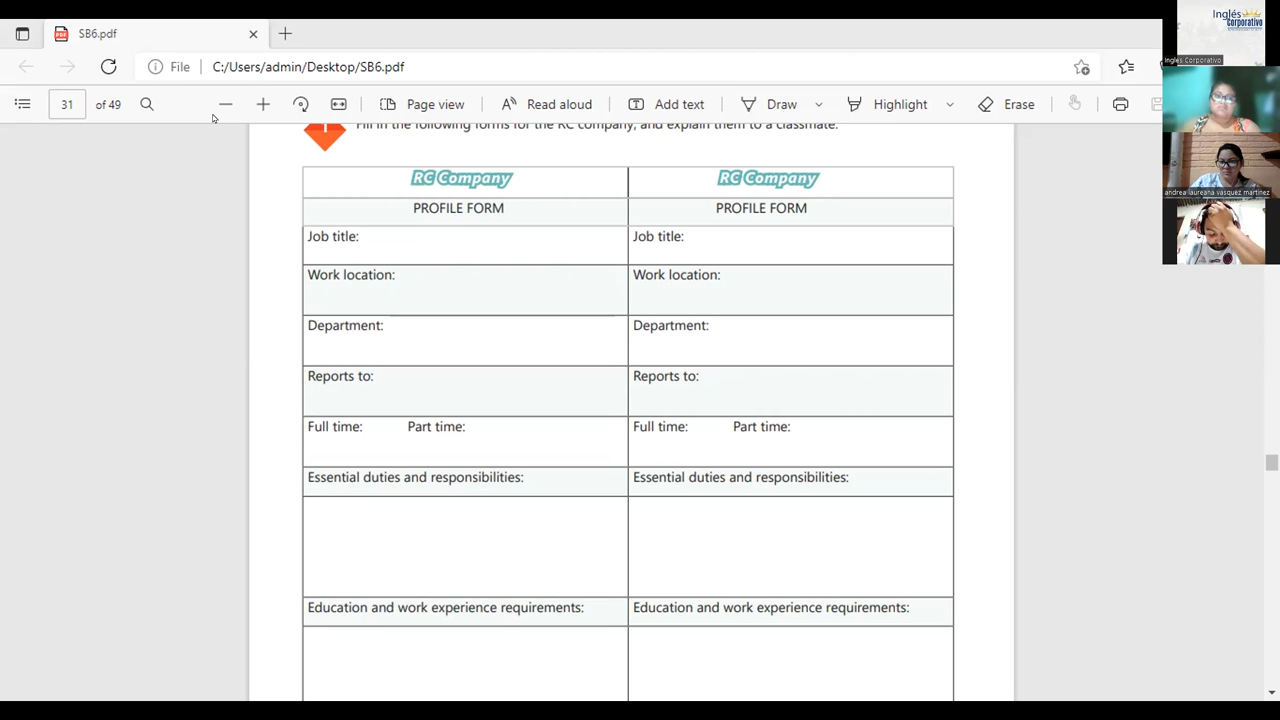 SB6.pdf
File
C:/Users/admin/Desktop/SB6.pdf
31
of 49
Page view
Read aloud
Add text
Draw
Highlight
Erase
Fill in the following forms for the RC company, and explain them to a classmate.
RC Company
RC Company
PROFILE FORM
PROFILE FORM
Job title:
Job title:
Work location:
Work location:
Department:
Department:
Reports to:
Reports to:
Full time: Part time:
Full time: Part time:
Essential duties and responsibilities:
Essential duties and responsibilities:
Education and work experience requirements:
Education and work experience requirements:
Inglés
Corporativo
Inglés Corporativo
andrea laureana vasquez martinez